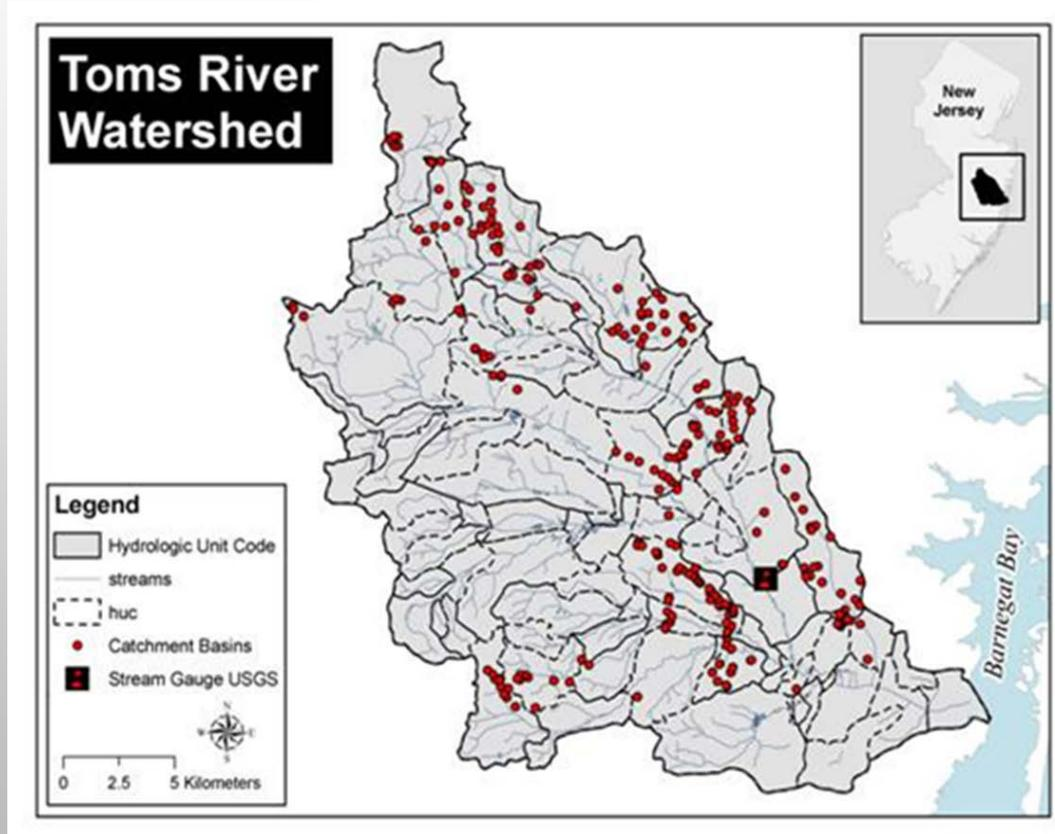 Toms River
Watershed
New
Jersey
Legend
Hydrologic Unit Code
streams
huc
Catchment Basins
Stream Gauge USGS
N
W E
S
0 2.5 5 Kilometers
Barnegat Bay